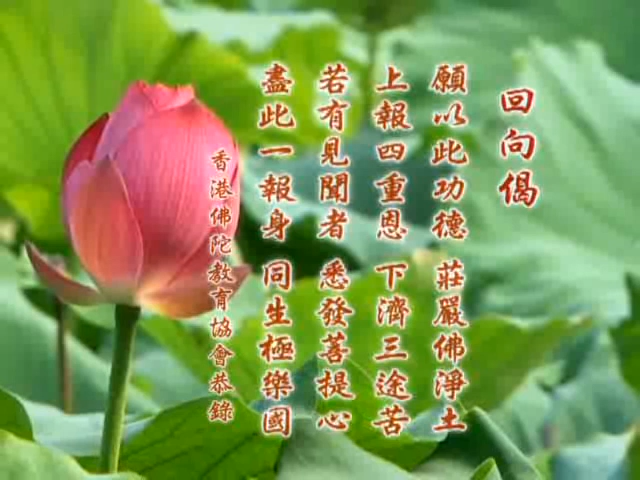 回向偈
願以此功德 莊嚴佛淨土
上報四重恩 下濟三途苦
若有見聞者 悉發菩提心
盡此一報身 同生極樂國
香港佛陀教育協會恭錄